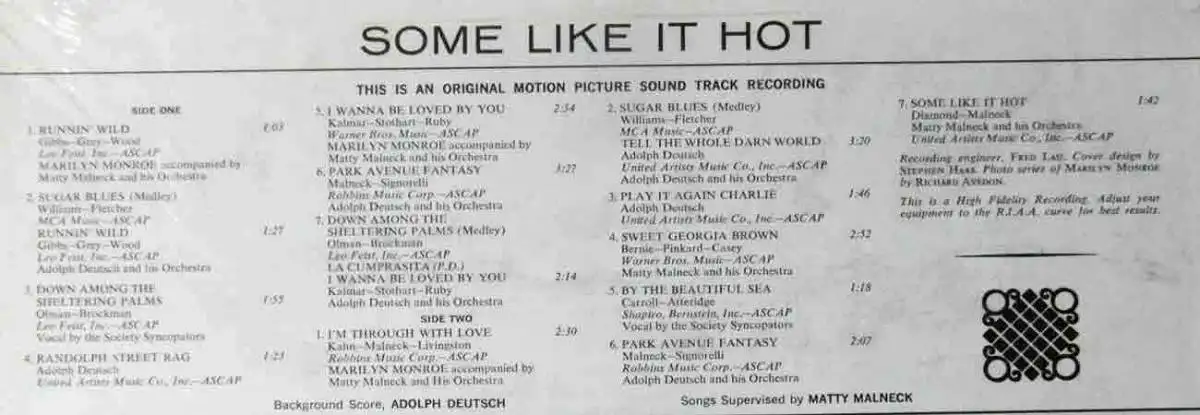 SOME LIKE IT HOT
THIS IS AN ORIGINAL MOTION PICTURE SOUND TRACK RECORDING
SIDE ONE
1. RUNNIN' WILD 1:03
Gibbs—Grey—Wood
Leo Feist, Inc.—ASCAP
MARILYN MONROE accompanied by
Matty Malneck and his Orchestra
2. SUGAR BLUES (Medley)
Williams—Fletcher
MCA Music—ASCAP
RUNNIN' WILD 1:27
Gibbs—Grey—Wood
Leo Feist, Inc.—ASCAP
Adolph Deutsch and his Orchestra
3. DOWN AMONG THE
SHELTERING PALMS 1:55
Olman—Brockman
Leo Feist, Inc.—ASCAP
Vocal by the Society Syncopators
4. RANDOLPH STREET RAG 1:23
Adolph Deutsch
United Artists Music Co., Inc.—ASCAP
5. I WANNA BE LOVED BY YOU 2:54
Kalmar—Stothart—Ruby
Warner Bros. Music—ASCAP
MARILYN MONROE accompanied by
Matty Malneck and his Orchestra
6. PARK AVENUE FANTASY 3:27
Malneck—Signorelli
Robbins Music Corp.—ASCAP
Adolph Deutsch and his Orchestra
7. DOWN AMONG THE
SHELTERING PALMS (Medley)
Olman—Brockman
Leo Feist, Inc.—ASCAP
LA CUMPRASITA (P.D.)
I WANNA BE LOVED BY YOU 2:14
Kalmar—Stothart—Ruby
Adolph Deutsch and his Orchestra
SIDE TWO
1. I'M THROUGH WITH LOVE 2:30
Kahn—Malneck—Livingston
Robbins Music Corp.—ASCAP
MARILYN MONROE accompanied by
Matty Malneck and His Orchestra
2. SUGAR BLUES (Medley)
Williams—Fletcher
MCA Music—ASCAP
TELL THE WHOLE DARN WORLD 3:20
Adolph Deutsch
United Artists Music Co., Inc.—ASCAP
Adolph Deutsch and his Orchestra
3. PLAY IT AGAIN CHARLIE 1:46
Adolph Deutsch
United Artists Music Co., Inc.—ASCAP
4. SWEET GEORGIA BROWN 2:52
Bernie—Pinkard—Casey
Warner Bros. Music—ASCAP
Matty Malneck and his Orchestra
5. BY THE BEAUTIFUL SEA 1:18
Carroll—Atteridge
Shapiro, Bernstein, Inc.—ASCAP
Vocal by the Society Syncopators
6. PARK AVENUE FANTASY 2:07
Malneck—Signorelli
Robbins Music Corp.—ASCAP
Adolph Deutsch and his Orchestra
7. SOME LIKE IT HOT 1:42
Diamond—Malneck
Matty Malneck and his Orchestra
United Artists Music Co., Inc.—ASCAP
Recording engineer, FRED LAU. Cover design by
STEPHEN HAAS. Photo series of MARILYN MONROE
by RICHARD AVEDON.
This is a High Fidelity Recording. Adjust your
equipment to the R.I.A.A. curve for best results.
Background Score, ADOLPH DEUTSCH
Songs Supervised by MATTY MALNECK